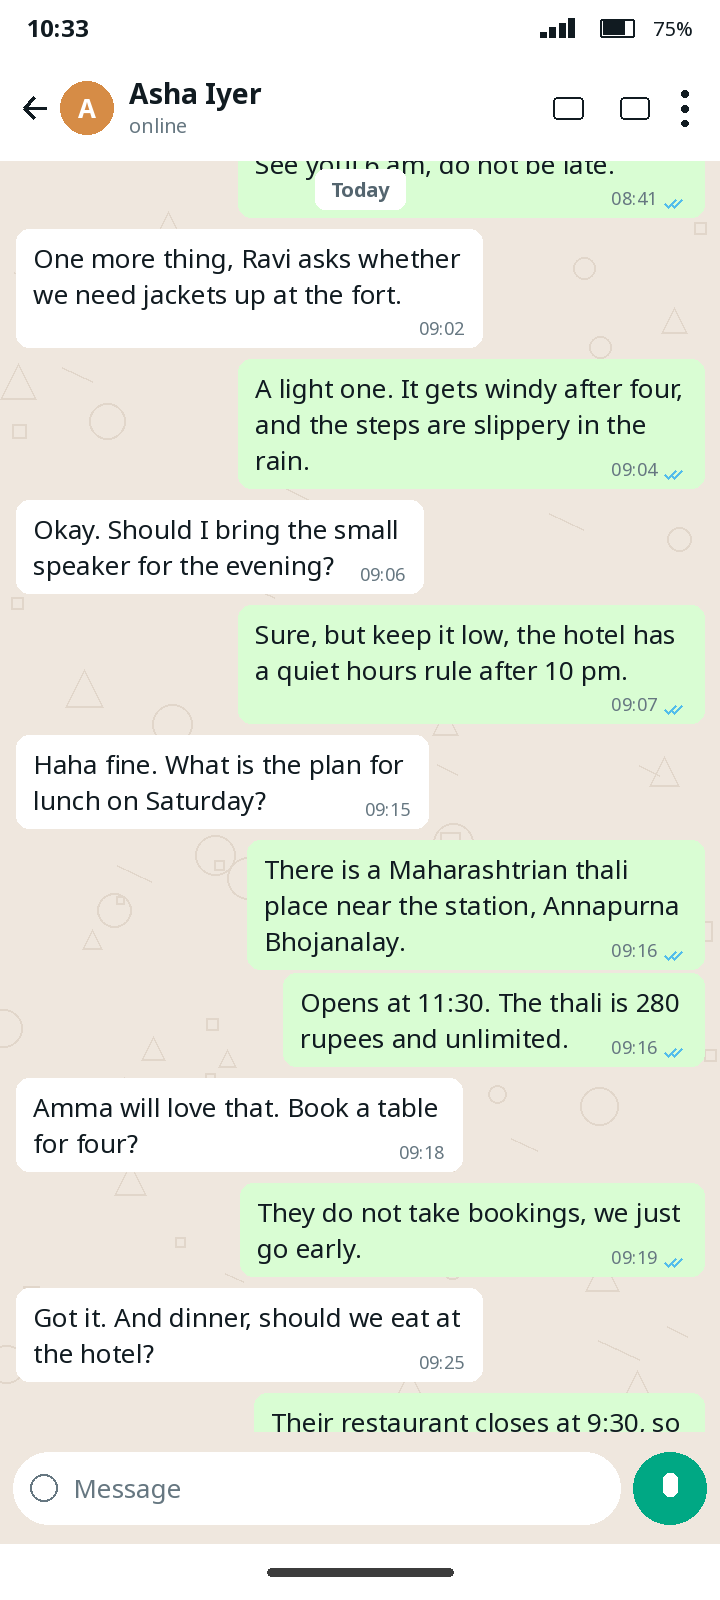 10:33
75%
A
Asha Iyer
online
See you am, do not be late.
08:41
Today
One more thing, Ravi asks whether
we need jackets up at the fort.
09:02
A light one. It gets windy after four,
and the steps are slippery in the
rain.
09:04
Okay. Should I bring the small
speaker for the evening?
09:06
Sure, but keep it low, the hotel has
a quiet hours rule after 10 pm.
09:07
Haha fine. What is the plan for
lunch on Saturday?
09:15
There is a Maharashtrian thali
place near the station, Annapurna
Bhojanalay.
09:16
Opens at 11:30. The thali is 280
rupees and unlimited.
09:16
Amma will love that. Book a table
for four?
09:18
They do not take bookings, we just
go early.
09:19
Got it. And dinner, should we eat at
the hotel?
09:25
Their restaurant closes at 9:30, so
Message